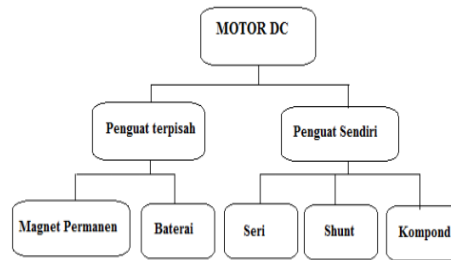 MOTOR DC
Penguat terpisah
Penguat Sendiri
Magnet Permanen
Baterai
Seri
Shunt
Kompond